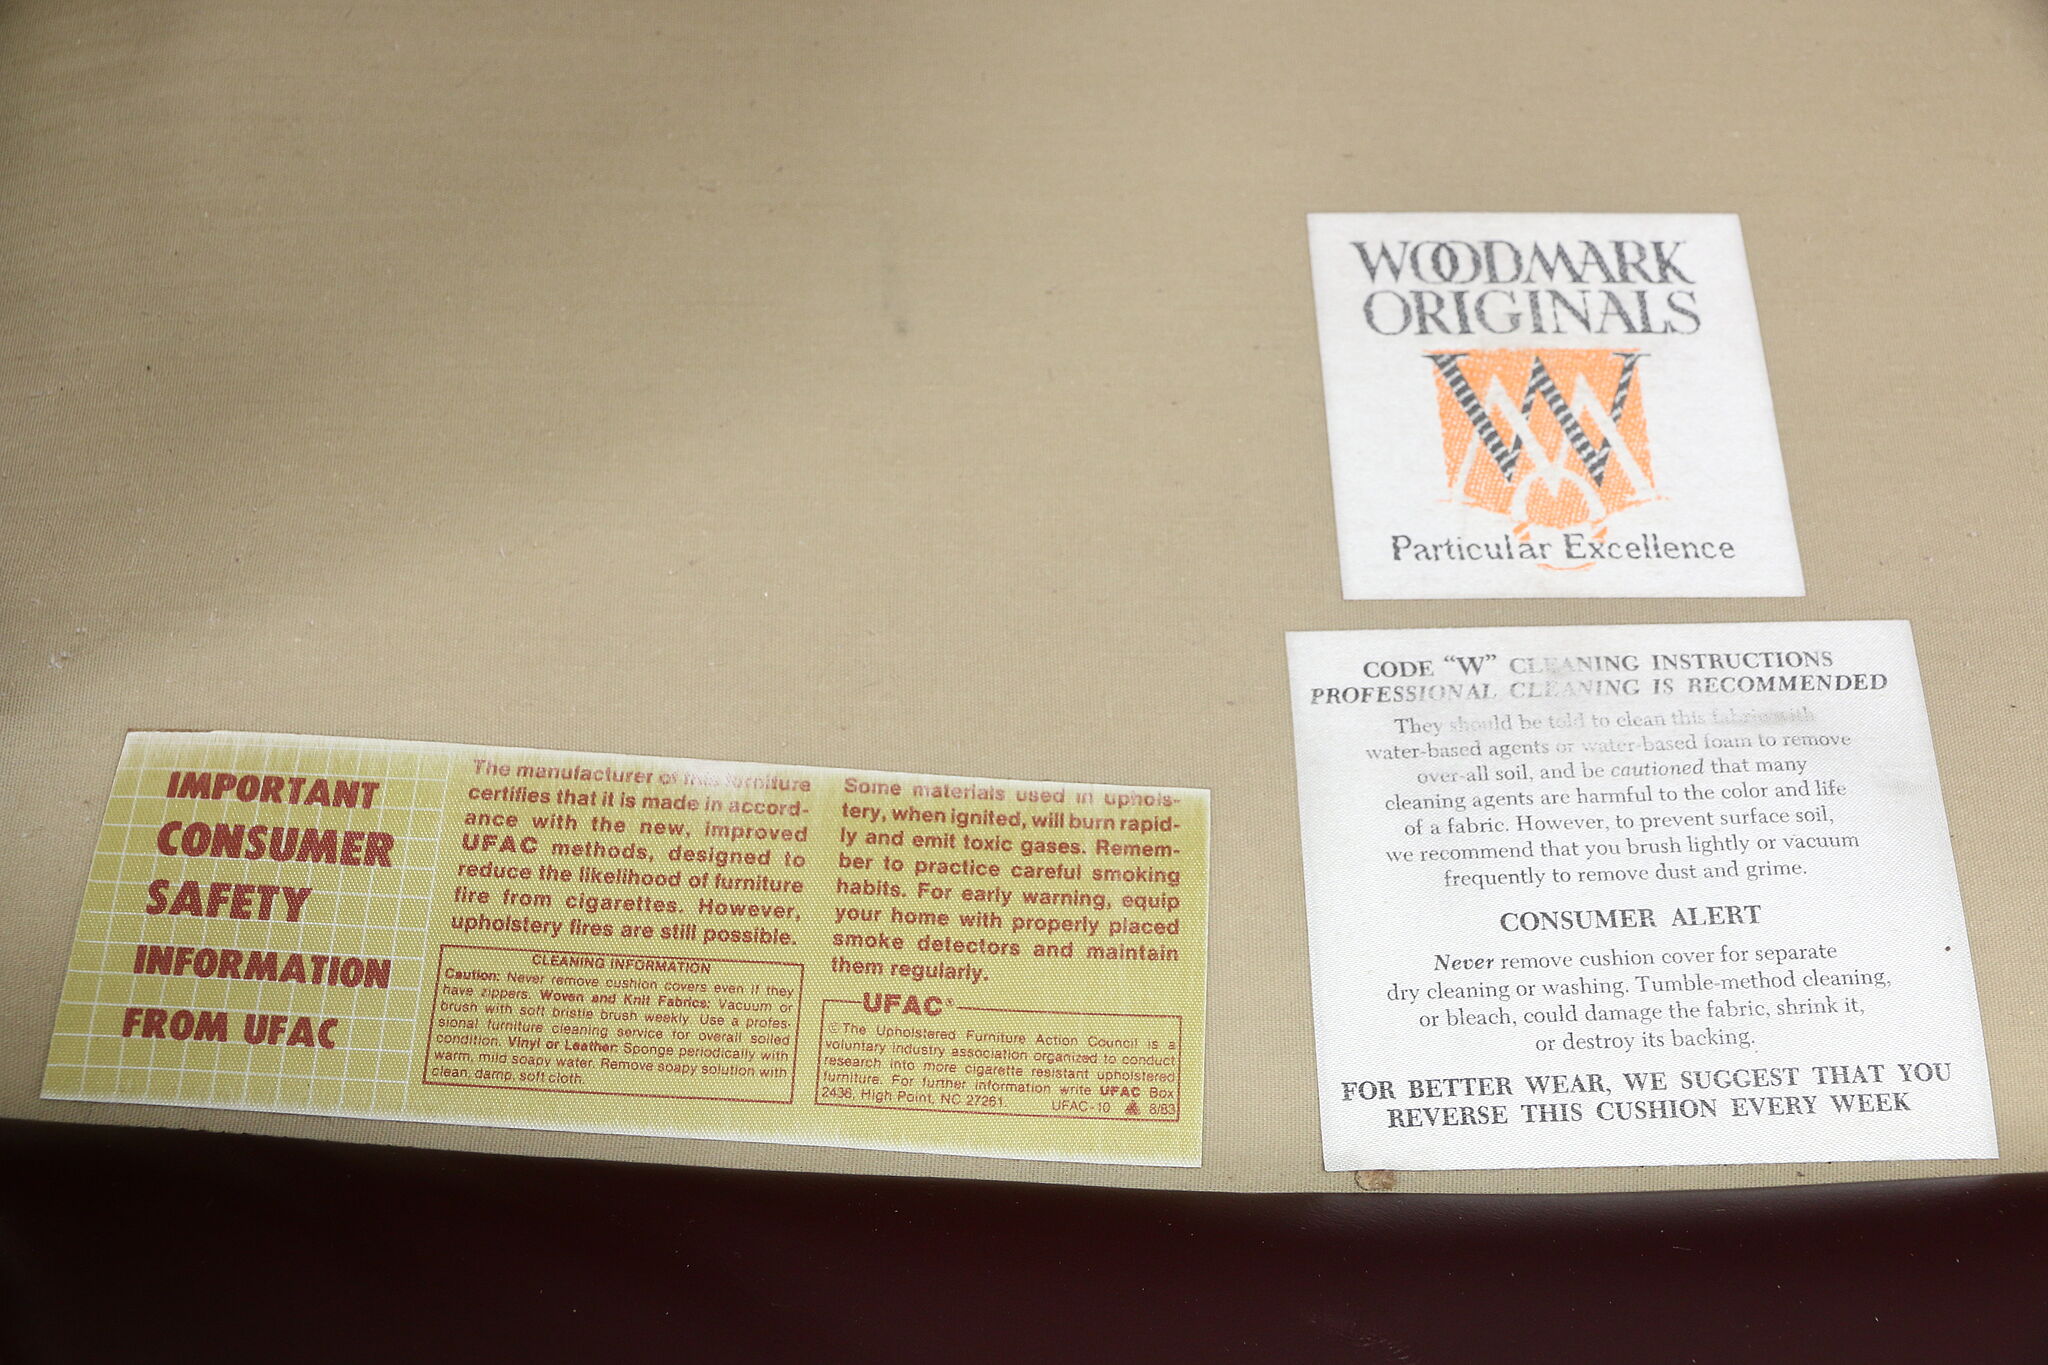 WOODMARK
ORIGINALS
W
Particular Excellence
CODE “W” CLEANING INSTRUCTIONS
PROFESSIONAL CLEANING IS RECOMMENDED
They should be told to clean this fabric with
water-based agents or water-based foam to remove
over-all soil, and be cautioned that many
cleaning agents are harmful to the color and life
of a fabric. However, to prevent surface soil,
we recommend that you brush lightly or vacuum
frequently to remove dust and grime.
CONSUMER ALERT
Never remove cushion cover for separate
dry cleaning or washing. Tumble-method cleaning,
or bleach, could damage the fabric, shrink it,
or destroy its backing.
FOR BETTER WEAR, WE SUGGEST THAT YOU
REVERSE THIS CUSHION EVERY WEEK
IMPORTANT
CONSUMER
SAFETY
INFORMATION
FROM UFAC
The manufacturer of this furniture
certifies that it is made in accord-
ance with the new, improved
UFAC methods, designed to
reduce the likelihood of furniture
fire from cigarettes. However,
upholstery fires are still possible.
CLEANING INFORMATION
Caution: Never remove cushion covers even if they
have zippers. Woven and Knit Fabrics: Vacuum or
brush with soft bristle brush weekly. Use a profes-
sional furniture cleaning service for overall soiled
condition. Vinyl or Leather: Sponge periodically with
warm, mild soapy water. Remove soapy solution with
clean, damp, soft cloth.
Some materials used in uphols-
tery, when ignited, will burn rapid-
ly and emit toxic gases. Remem-
ber to practice careful smoking
habits. For early warning, equip
your home with properly placed
smoke detectors and maintain
them regularly.
UFAC®
© The Upholstered Furniture Action Council is a
voluntary industry association organized to conduct
research into more cigarette resistant upholstered
furniture. For further information write UFAC Box
2436, High Point, NC 27261.
UFAC-10 8/83